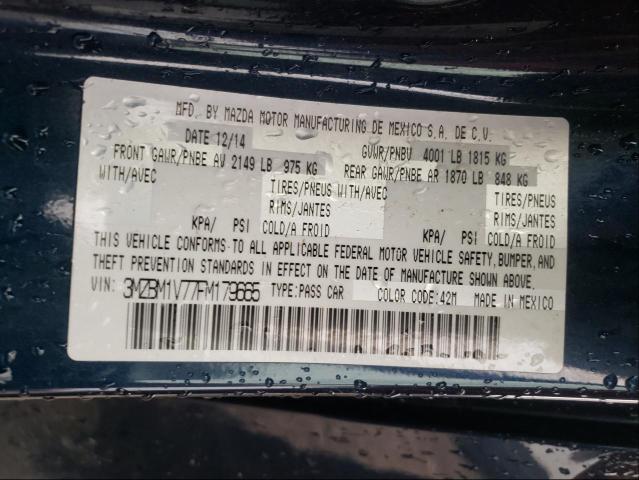 MFD. BY MAZDA MOTOR MANUFACTURING DE MEXICO S.A. DE C.V.
DATE 12/14 GVWR/PNBV 4001 LB 1815 KG
FRONT GAWR/PNBE AV 2149 LB 975 KG REAR GAWR/PNBE AR 1870 LB 848 KG
WITH/AVEC TIRES/PNEUS WITH/AVEC TIRES/PNEUS
RIMS/JANTES RIMS/JANTES
KPA/ PSI COLD/A FROID KPA/ PSI COLD/A FROID
THIS VEHICLE CONFORMS TO ALL APPLICABLE FEDERAL MOTOR VEHICLE SAFETY, BUMPER, AND
THEFT PREVENTION STANDARDS IN EFFECT ON THE DATE OF MANUFACTURE SHOWN ABOVE.
VIN: 3MZBM1V77FM179665 TYPE:PASS CAR COLOR CODE:42M MADE IN MEXICO